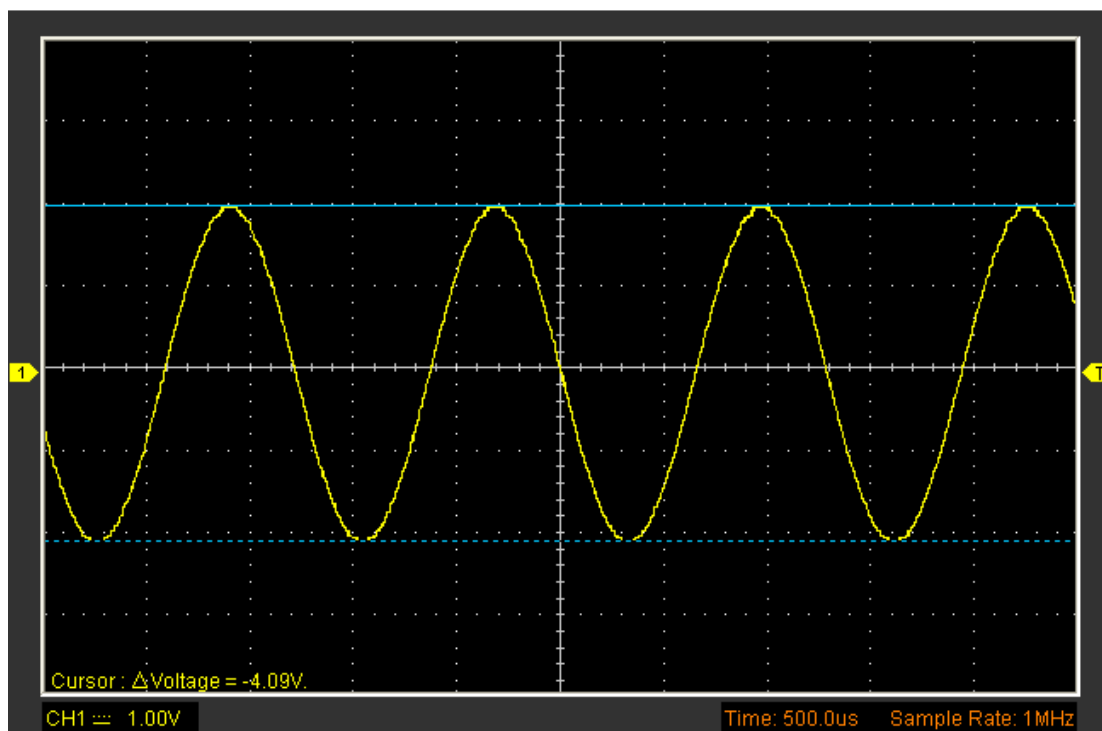 1
T
Cursor : △Voltage = -4.09V.
CH1 1.00V
Time: 500.0us Sample Rate: 1MHz